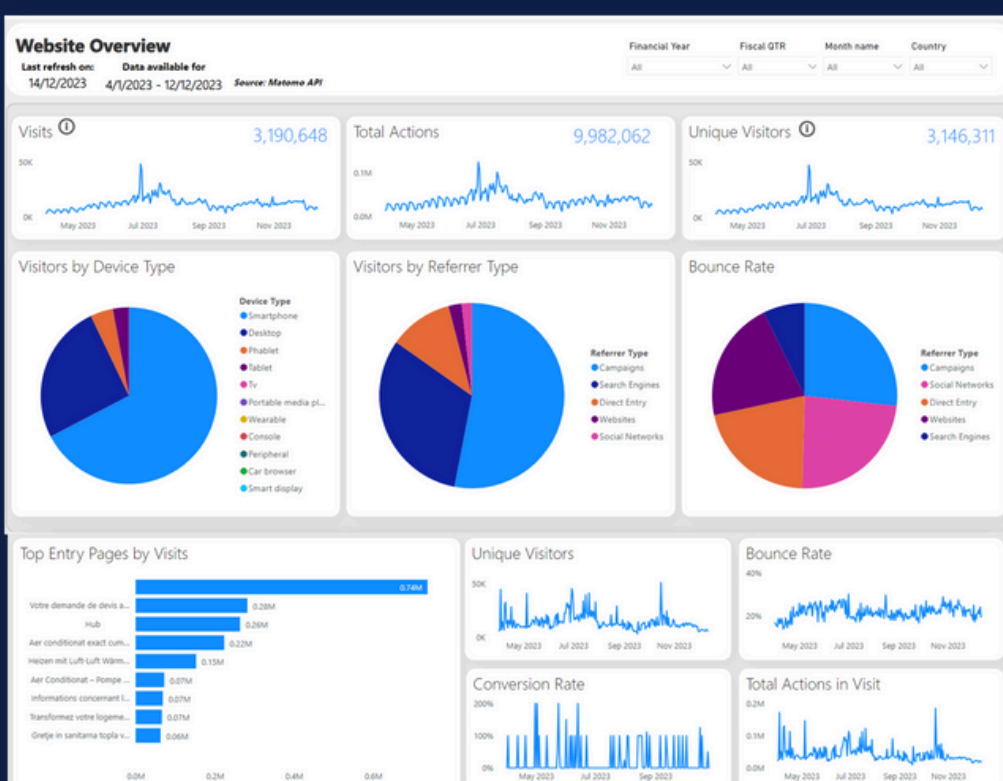 Website Overview
Last refresh on:
14/12/2023
Data available for
4/1/2023 - 12/12/2023
Source: Matomo API
Financial Year
All
Fiscal QTR
All
Month name
All
Country
All
Visits
3,190,648
50K
0K
May 2023 Jul 2023 Sep 2023 Nov 2023
Total Actions
9,982,062
0.1M
0.0M
May 2023 Jul 2023 Sep 2023 Nov 2023
Unique Visitors
3,146,311
50K
0K
May 2023 Jul 2023 Sep 2023 Nov 2023
Visitors by Device Type
Device Type
Smartphone
Desktop
Phablet
Tablet
Tv
Portable media pl...
Wearable
Console
Peripheral
Car browser
Smart display
Visitors by Referrer Type
Referrer Type
Campaigns
Search Engines
Direct Entry
Websites
Social Networks
Bounce Rate
Referrer Type
Campaigns
Social Networks
Direct Entry
Websites
Search Engines
Top Entry Pages by Visits
0.74M
Votre demande de devis a... 0.28M
Hub 0.26M
Aer conditionat exact cum... 0.22M
Heizen mit Luft-Luft Wärm... 0.15M
Aer Conditionat – Pompe ... 0.07M
Informations concernant l... 0.07M
Transformez votre logeme... 0.07M
Gretje in sanitarna topla v... 0.06M
0.0M 0.2M 0.4M 0.6M
Unique Visitors
50K
0K
May 2023 Jul 2023 Sep 2023 Nov 2023
Bounce Rate
40%
20%
May 2023 Jul 2023 Sep 2023 Nov 2023
Conversion Rate
200%
100%
0%
May 2023 Jul 2023 Sep 2023
Total Actions in Visit
0.2M
0.1M
0.0M
May 2023 Jul 2023 Sep 2023 Nov 2023